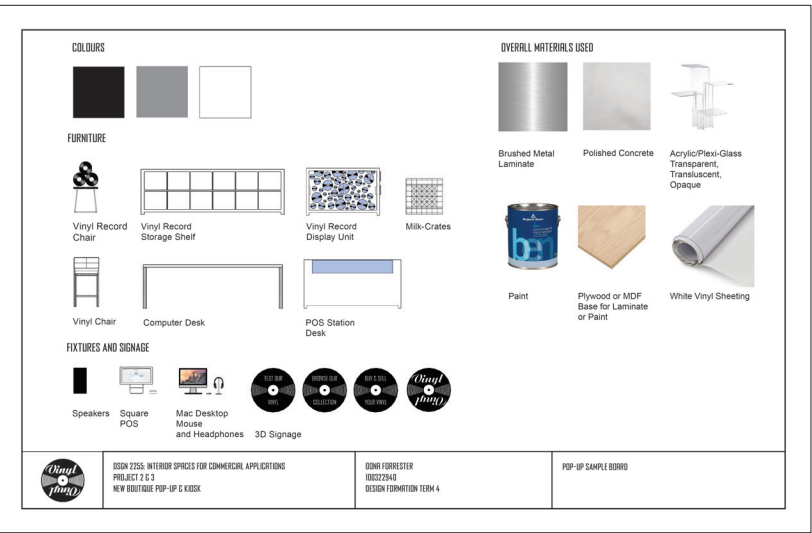 COLOURS
FURNITURE
Vinyl Record
Chair
Vinyl Record
Storage Shelf
Vinyl Record
Display Unit
Milk-Crates
Vinyl Chair
Computer Desk
POS Station
Desk
FIXTURES AND SIGNAGE
TEST OUR
VINYL
BROWSE OUR
COLLECTION
BUY & SELL
YOUR VINYL
Vinyl
Vinyl
Speakers
Square
POS
Mac Desktop
Mouse
and Headphones
3D Signage
OVERALL MATERIALS USED
Brushed Metal
Laminate
Polished Concrete
Acrylic/Plexi-Glass
Transparent,
Transluscent,
Opaque
ben
Paint
Plywood or MDF
Base for Laminate
or Paint
White Vinyl Sheeting
Vinyl
Vinyl
DSGN 2255: INTERIOR SPACES FOR COMMERCIAL APPLICATIONS
PROJECT 2 & 3
NEW BOUTIQUE POP-UP & KIOSK
DONA FORRESTER
100322940
DESIGN FORMATION TERM 4
POP-UP SAMPLE BOARD